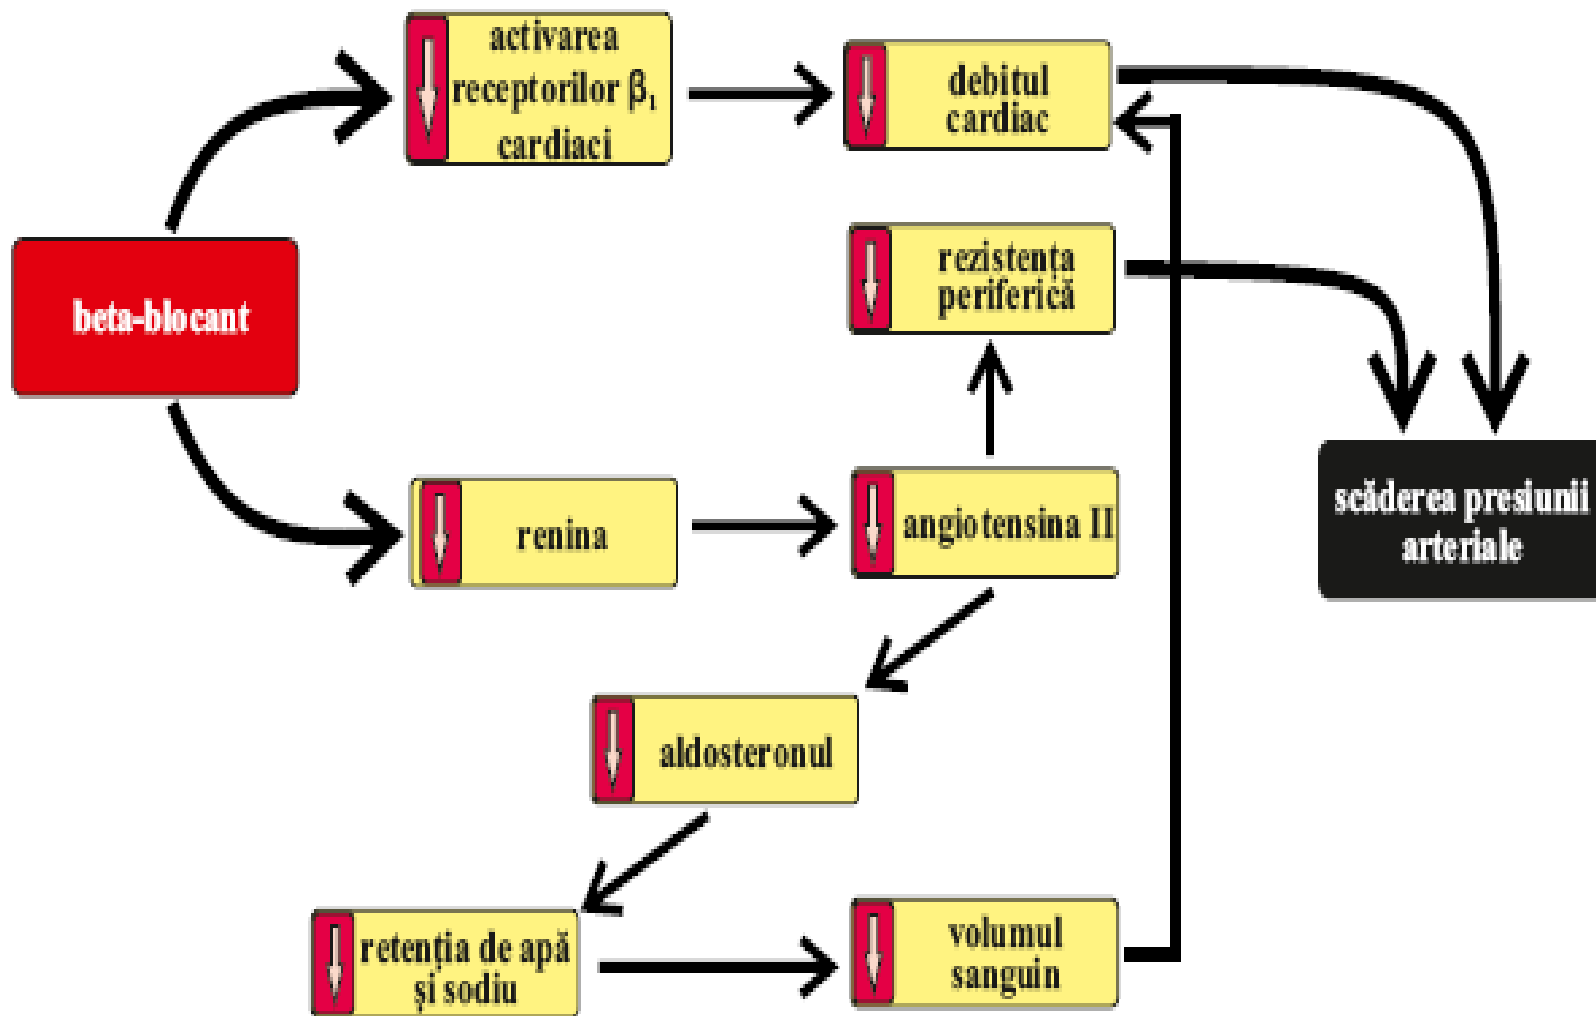 activarea
receptorilor β₁
cardiaci
debitul
cardiac
rezistența
periferică
beta-blocant
renina
angiotensina II
scăderea presiunii
arteriale
aldosteronul
retenția de apă
și sodiu
volumul
sanguin